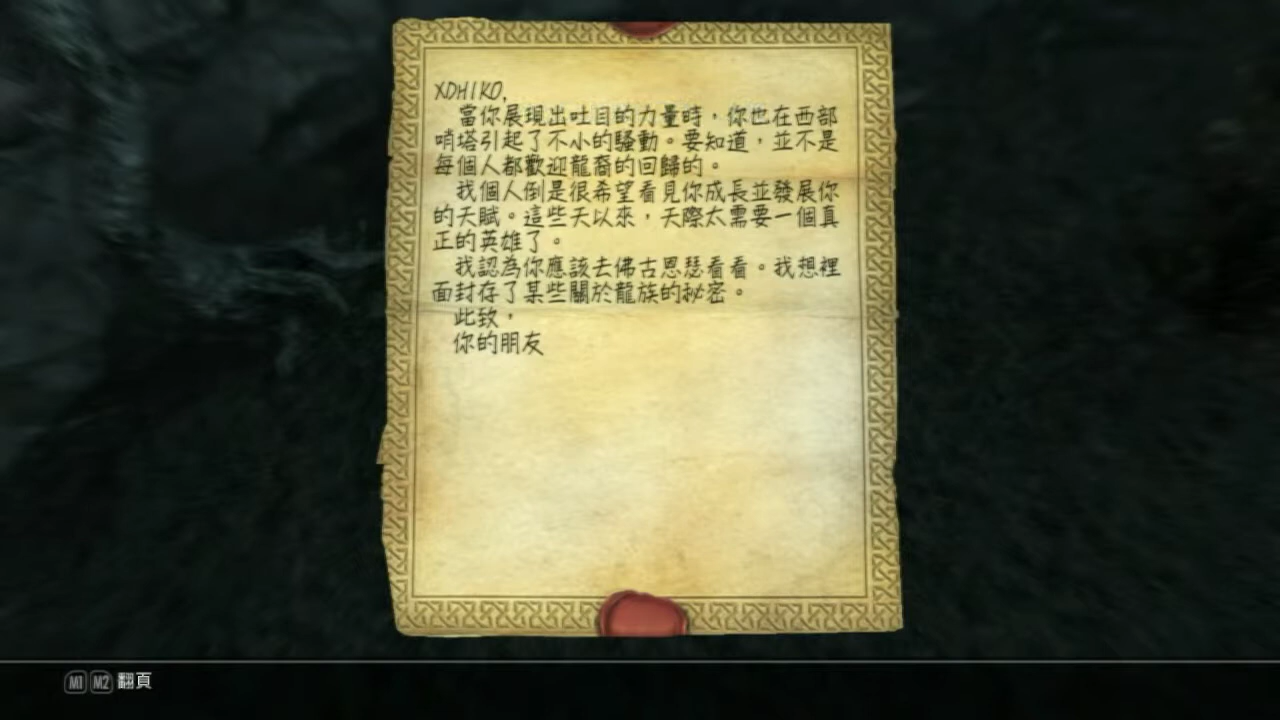 XDHIKO,
當你展現出吐目的力量時，你也在西部
哨塔引起了不小的騷動。要知道，並不是
每個人都歡迎龍裔的回歸的。
我個人倒是很希望看見你成長並發展你
的天賦。這些天以來，天際太需要一個真
正的英雄了。
我認為你應該去佛古恩瑟看看。我想裡
面封存了某些關於龍族的秘密。
此致，
你的朋友
M1 M2 翻頁